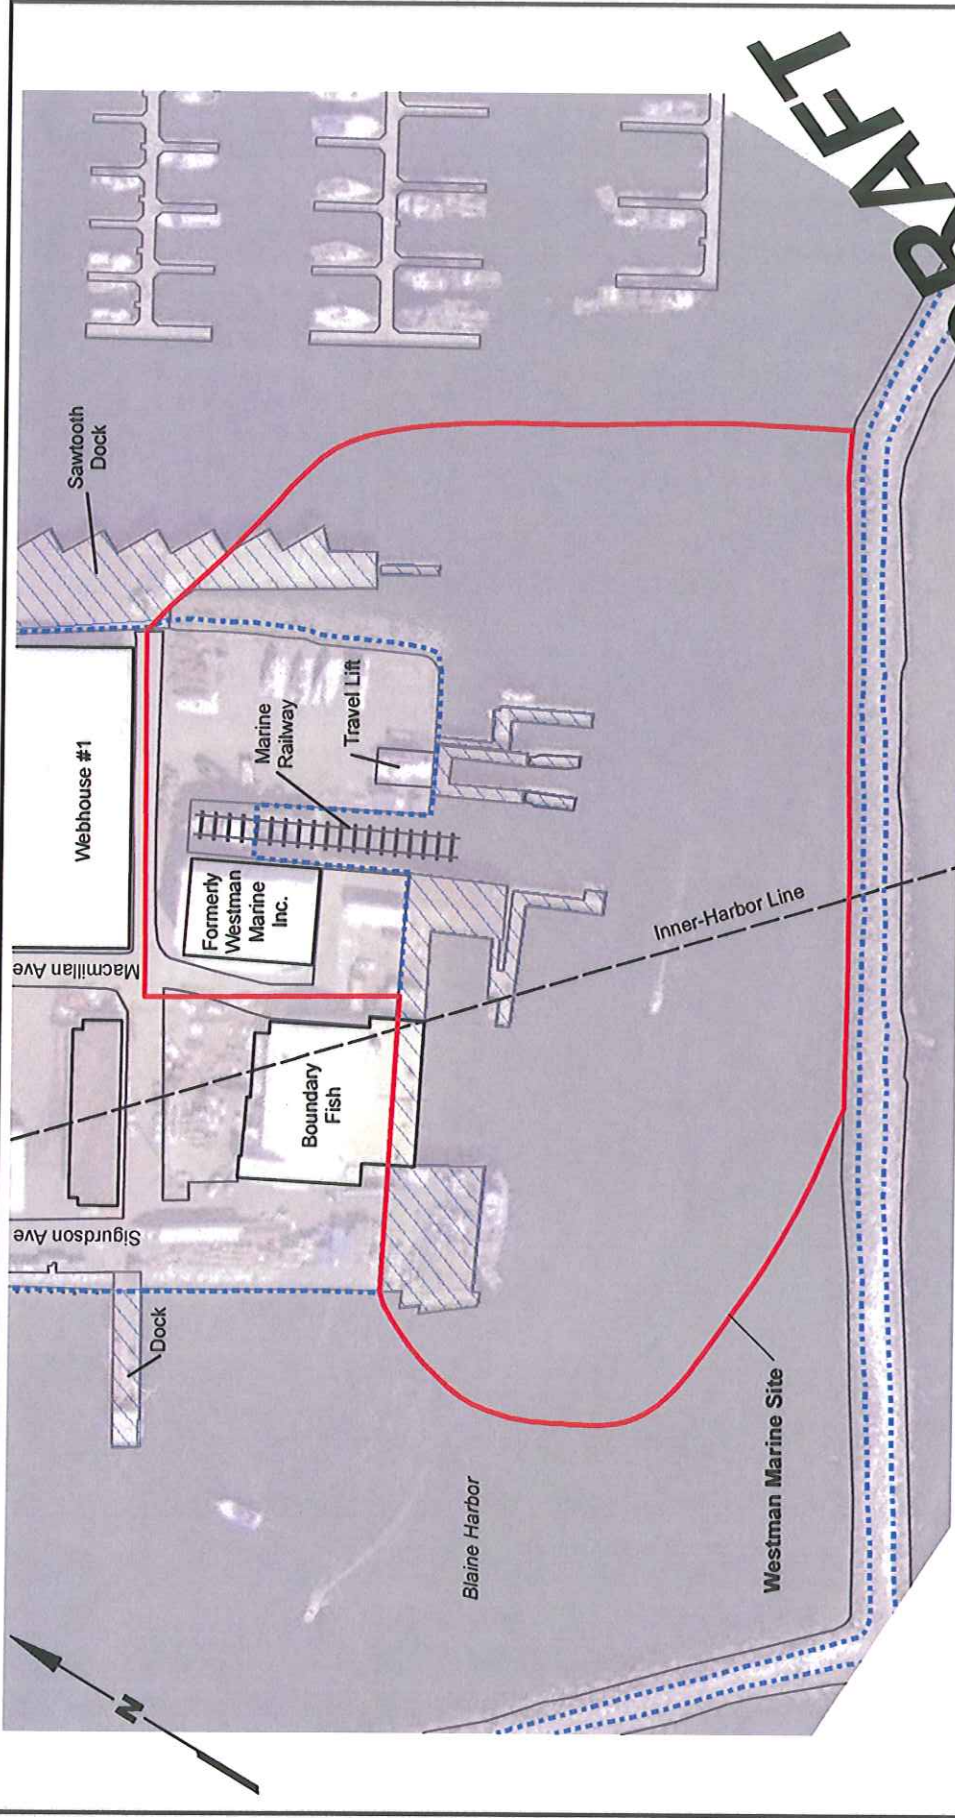 DRAFT
Sawtooth
Dock
Webhouse #1
Marine
Railway
Travel Lift
Formerly
Westman
Marine
Inc.
Macmillan Ave
Inner-Harbor Line
Boundary
Fish
Sigurdson Ave
Dock
Blaine Harbor
Westman Marine Site
N